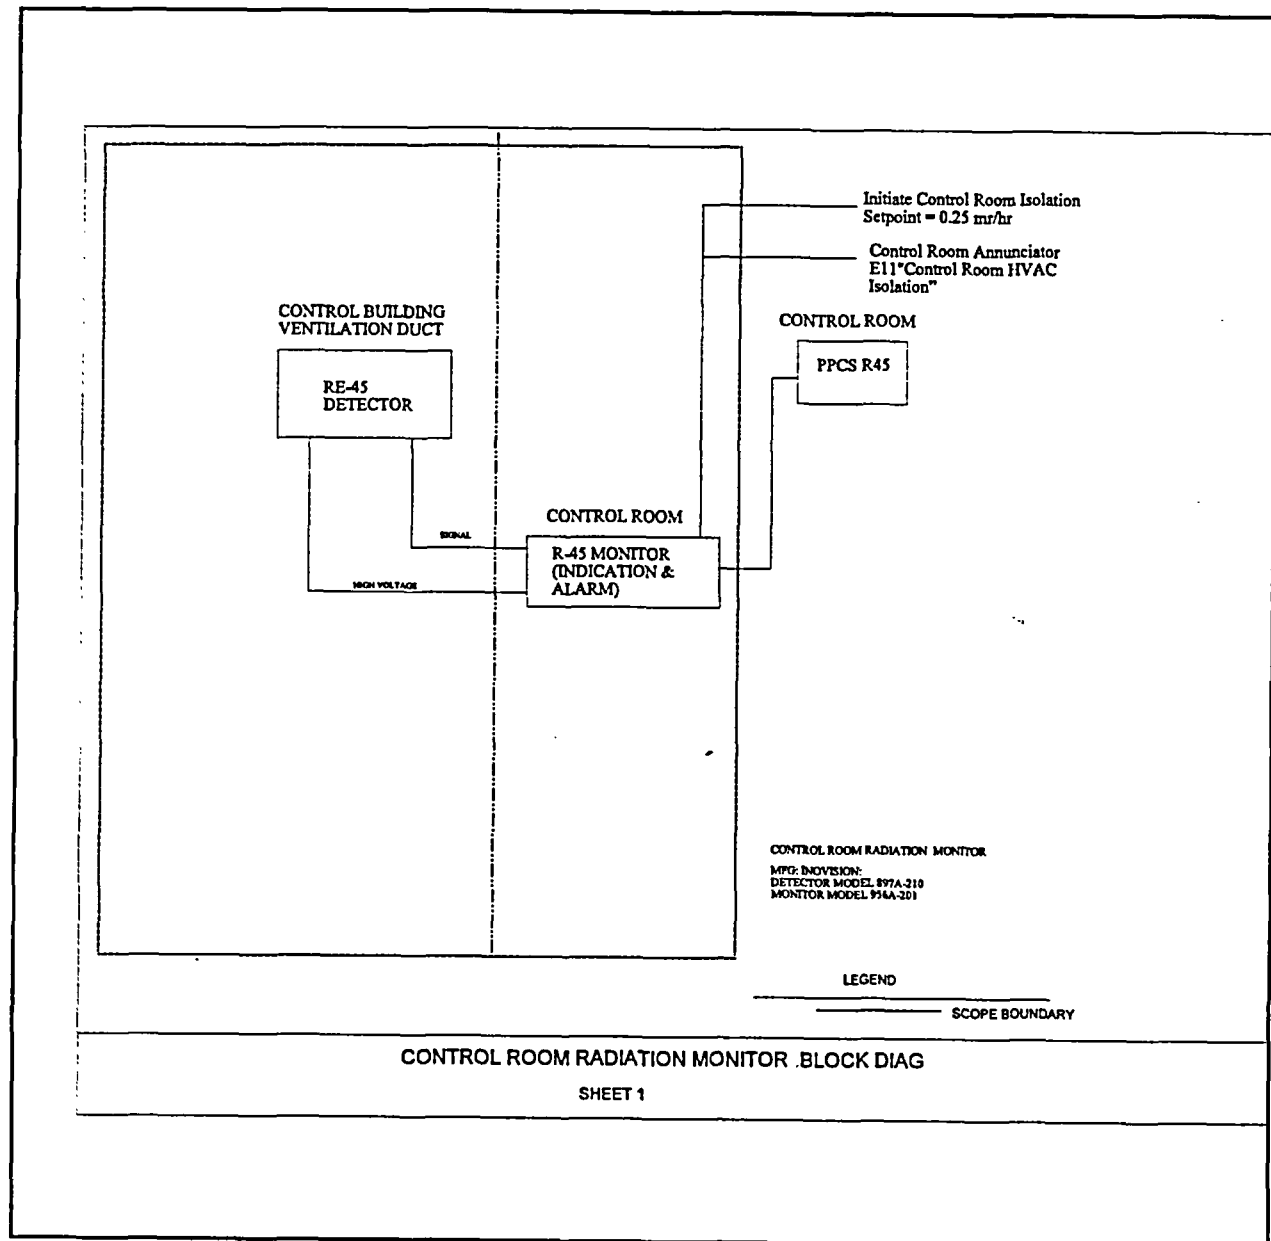 Initiate Control Room Isolation
Setpoint = 0.25 mr/hr
Control Room Annunciator
E11"Control Room HVAC
Isolation"
CONTROL BUILDING
VENTILATION DUCT
RE-45
DETECTOR
CONTROL ROOM
PPCS R45
SIGNAL
HIGH VOLTAGE
CONTROL ROOM
R-45 MONITOR
(INDICATION &
ALARM)
CONTROL ROOM RADIATION MONITOR
MFG: INOVISION:
DETECTOR MODEL 897A-210
MONITOR MODEL 956A-201
LEGEND
SCOPE BOUNDARY
CONTROL ROOM RADIATION MONITOR .BLOCK DIAG
SHEET 1